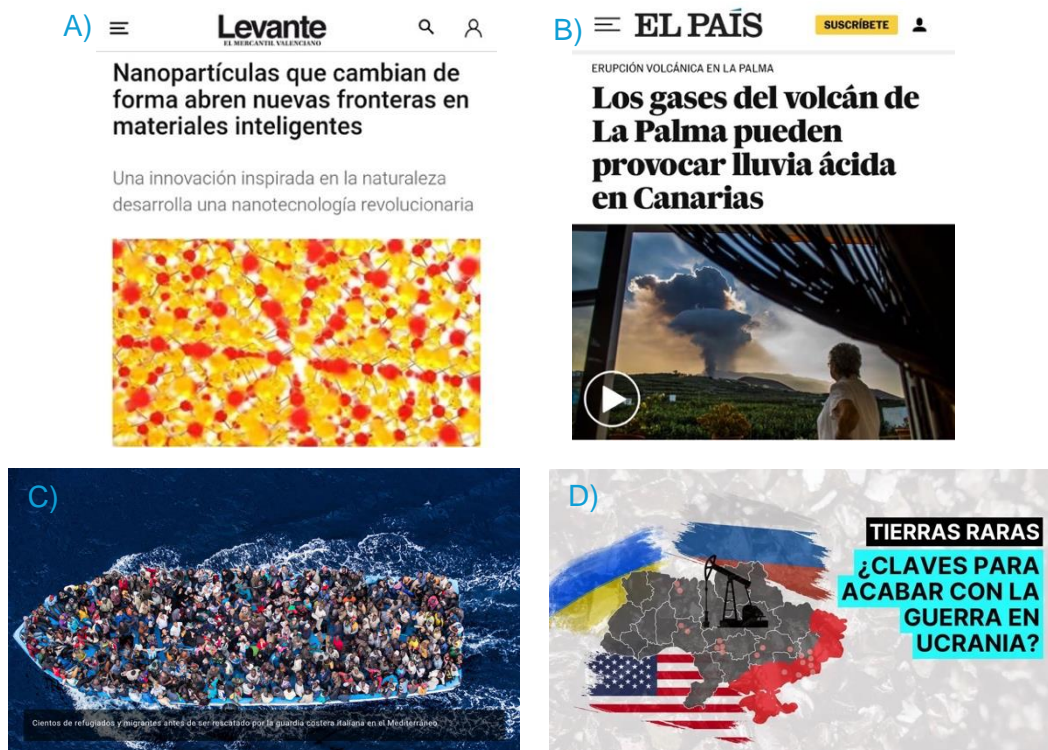 A)
Levante
EL MERCANTIL VALENCIANO
Nanopartículas que cambian de
forma abren nuevas fronteras en
materiales inteligentes
Una innovación inspirada en la naturaleza
desarrolla una nanotecnología revolucionaria
B)
EL PAÍS
SUSCRÍBETE
ERUPCIÓN VOLCÁNICA EN LA PALMA
Los gases del volcán de
La Palma pueden
provocar lluvia ácida
en Canarias
C)
Cientos de refugiados y migrantes antes de ser rescatado por la guardia costera italiana en el Mediterráneo
D)
TIERRAS RARAS
¿CLAVES PARA
ACABAR CON LA
GUERRA EN
UCRANIA?